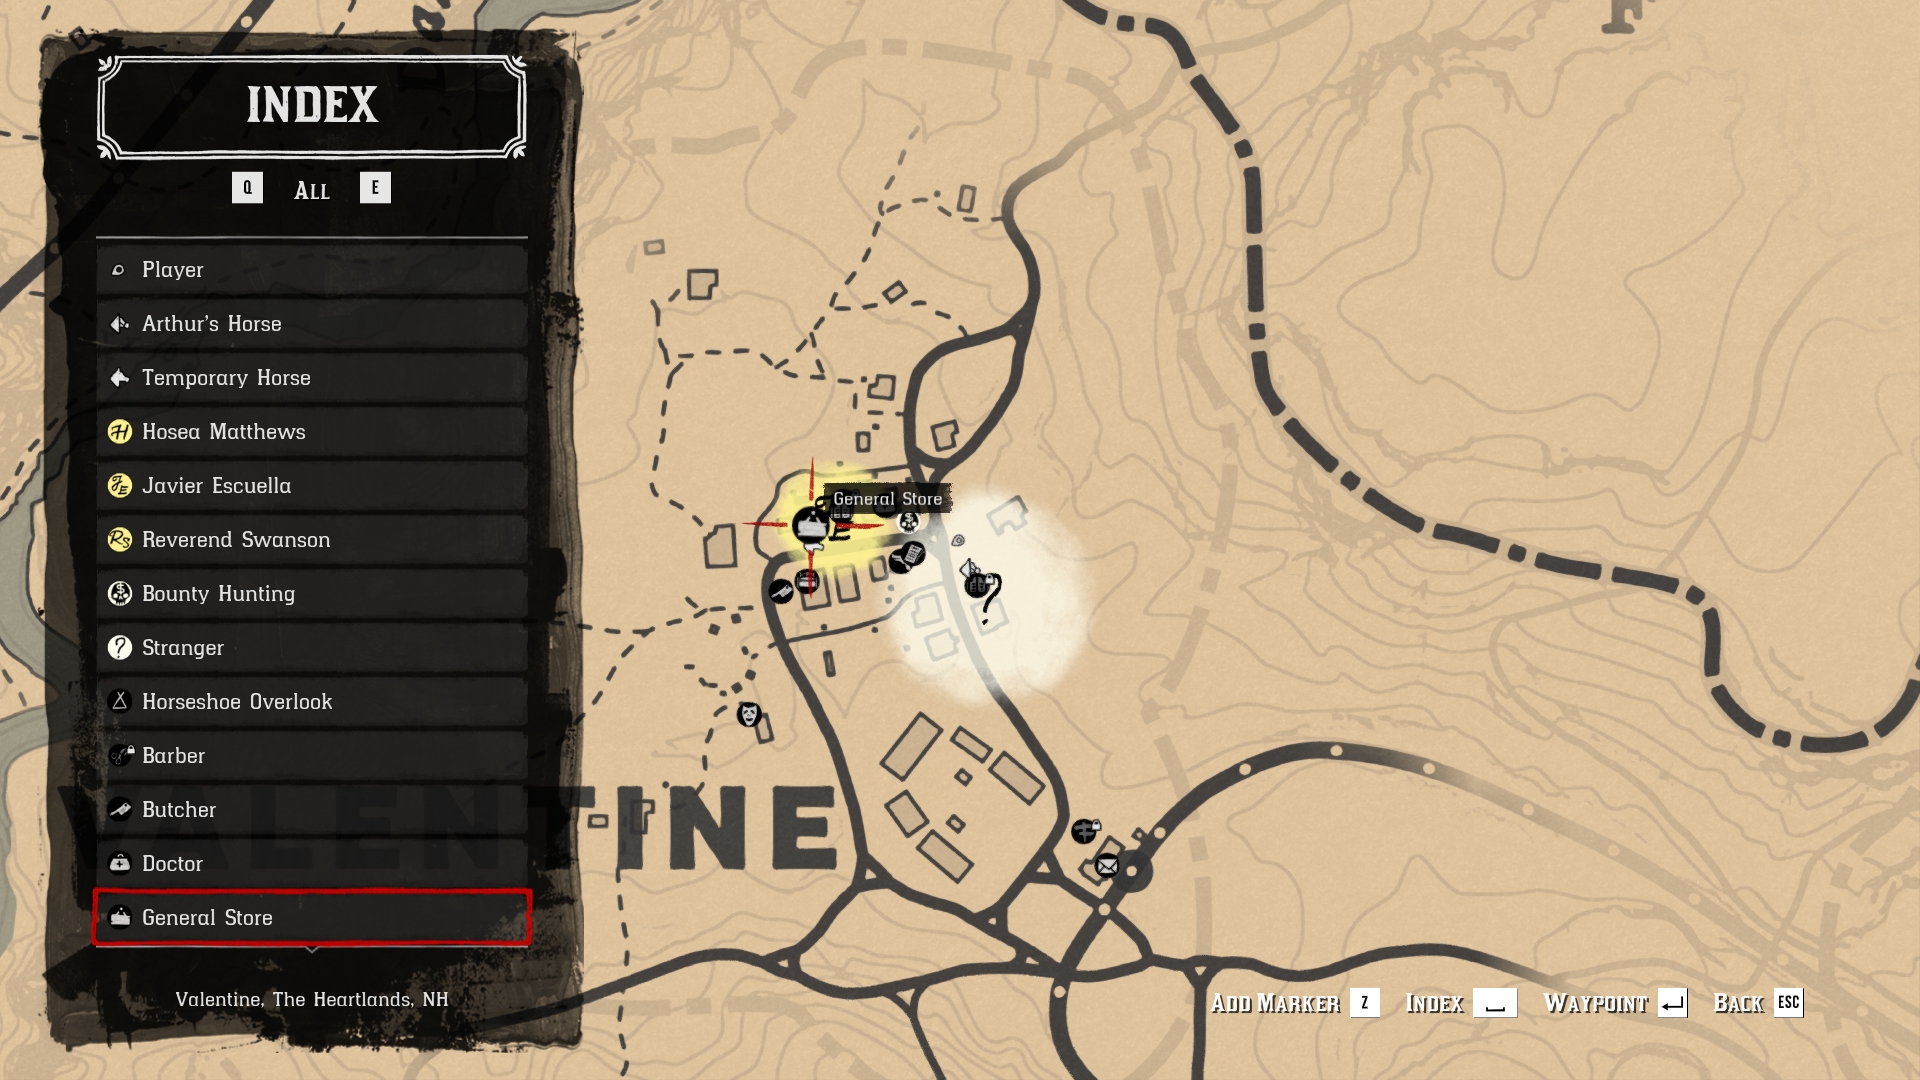 INDEX
Q All E
Player
Arthur's Horse
Temporary Horse
Hosea Matthews
Javier Escuella
Reverend Swanson
Bounty Hunting
Stranger
Horseshoe Overlook
Barber
Butcher
Doctor
General Store
Valentine, The Heartlands, NH
General Store
VALENTINE
Add Marker Z Index Waypoint Back ESC